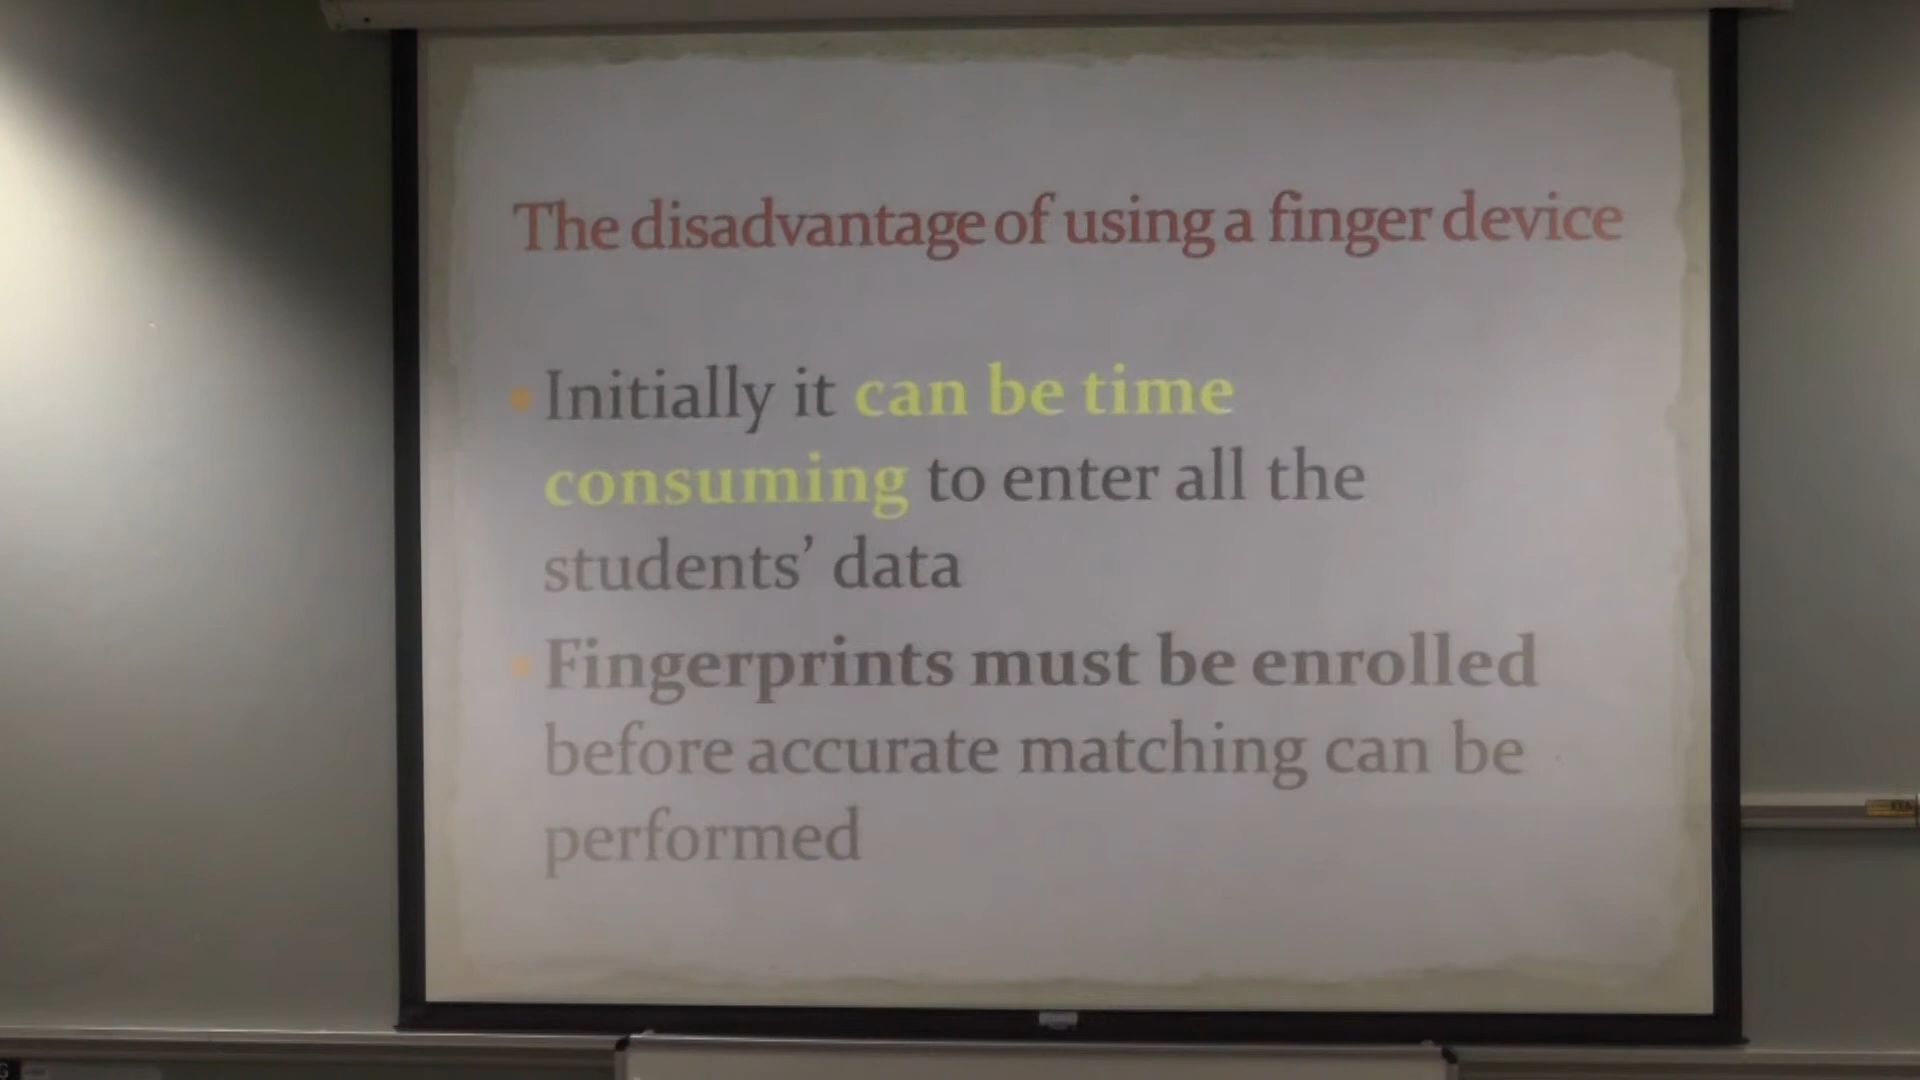 The disadvantage of using a finger device
Initially it can be time
consuming to enter all the
students’ data
Fingerprints must be enrolled
before accurate matching can be
performed